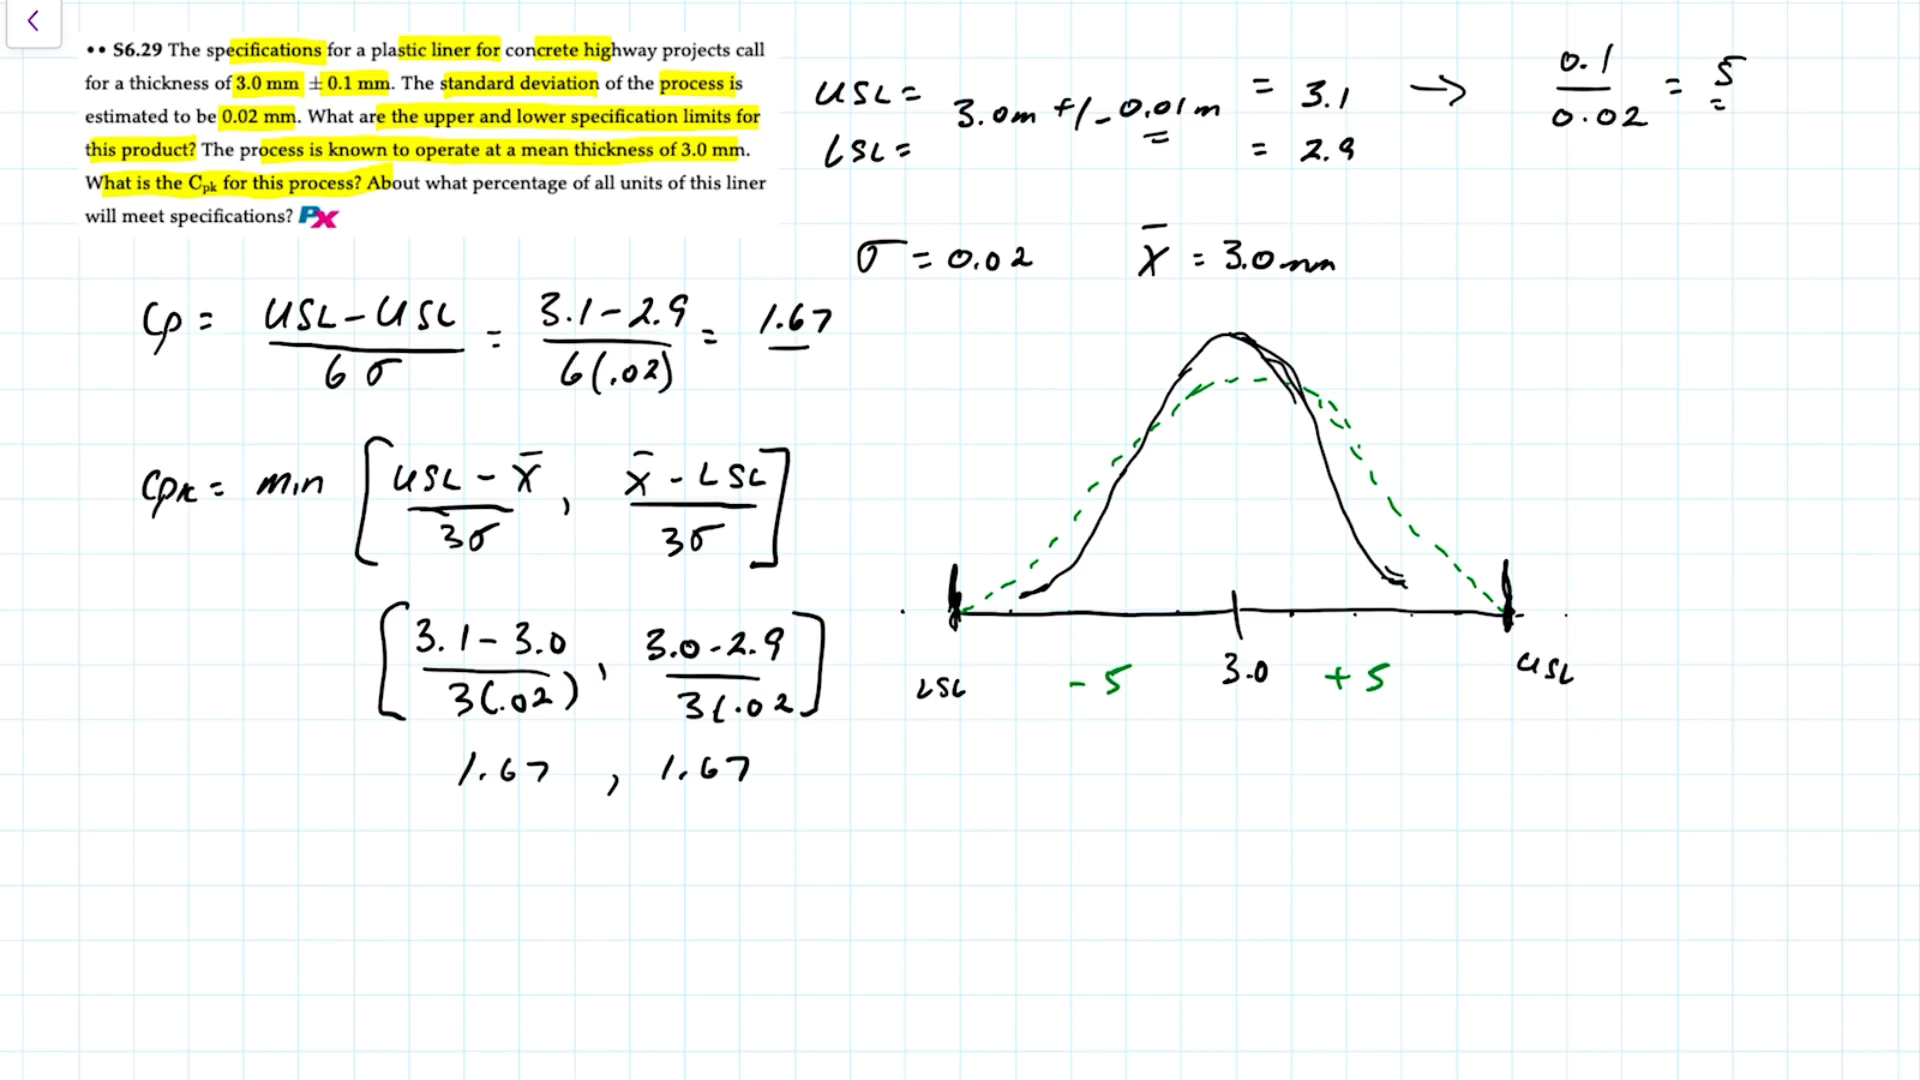 •• S6.29 The specifications for a plastic liner for concrete highway projects call
for a thickness of 3.0 mm ± 0.1 mm. The standard deviation of the process is
estimated to be 0.02 mm. What are the upper and lower specification limits for
this product? The process is known to operate at a mean thickness of 3.0 mm.
What is the Cpk for this process? About what percentage of all units of this liner
will meet specifications? PX
USL = 3.0m +/- 0.01m = 3.1 → 0.1/0.02 = 5
LSL = = 2.9
σ = 0.02 x̄ = 3.0mm
Cp = USL - USL / 6σ = 3.1 - 2.9 / 6(.02) = 1.67
Cpk = min [USL - x̄ / 3σ , x̄ - LSL / 3σ]
[3.1 - 3.0 / 3(.02) , 3.0 - 2.9 / 3(.02]
1.67 , 1.67
LSL -5 3.0 +5 USL